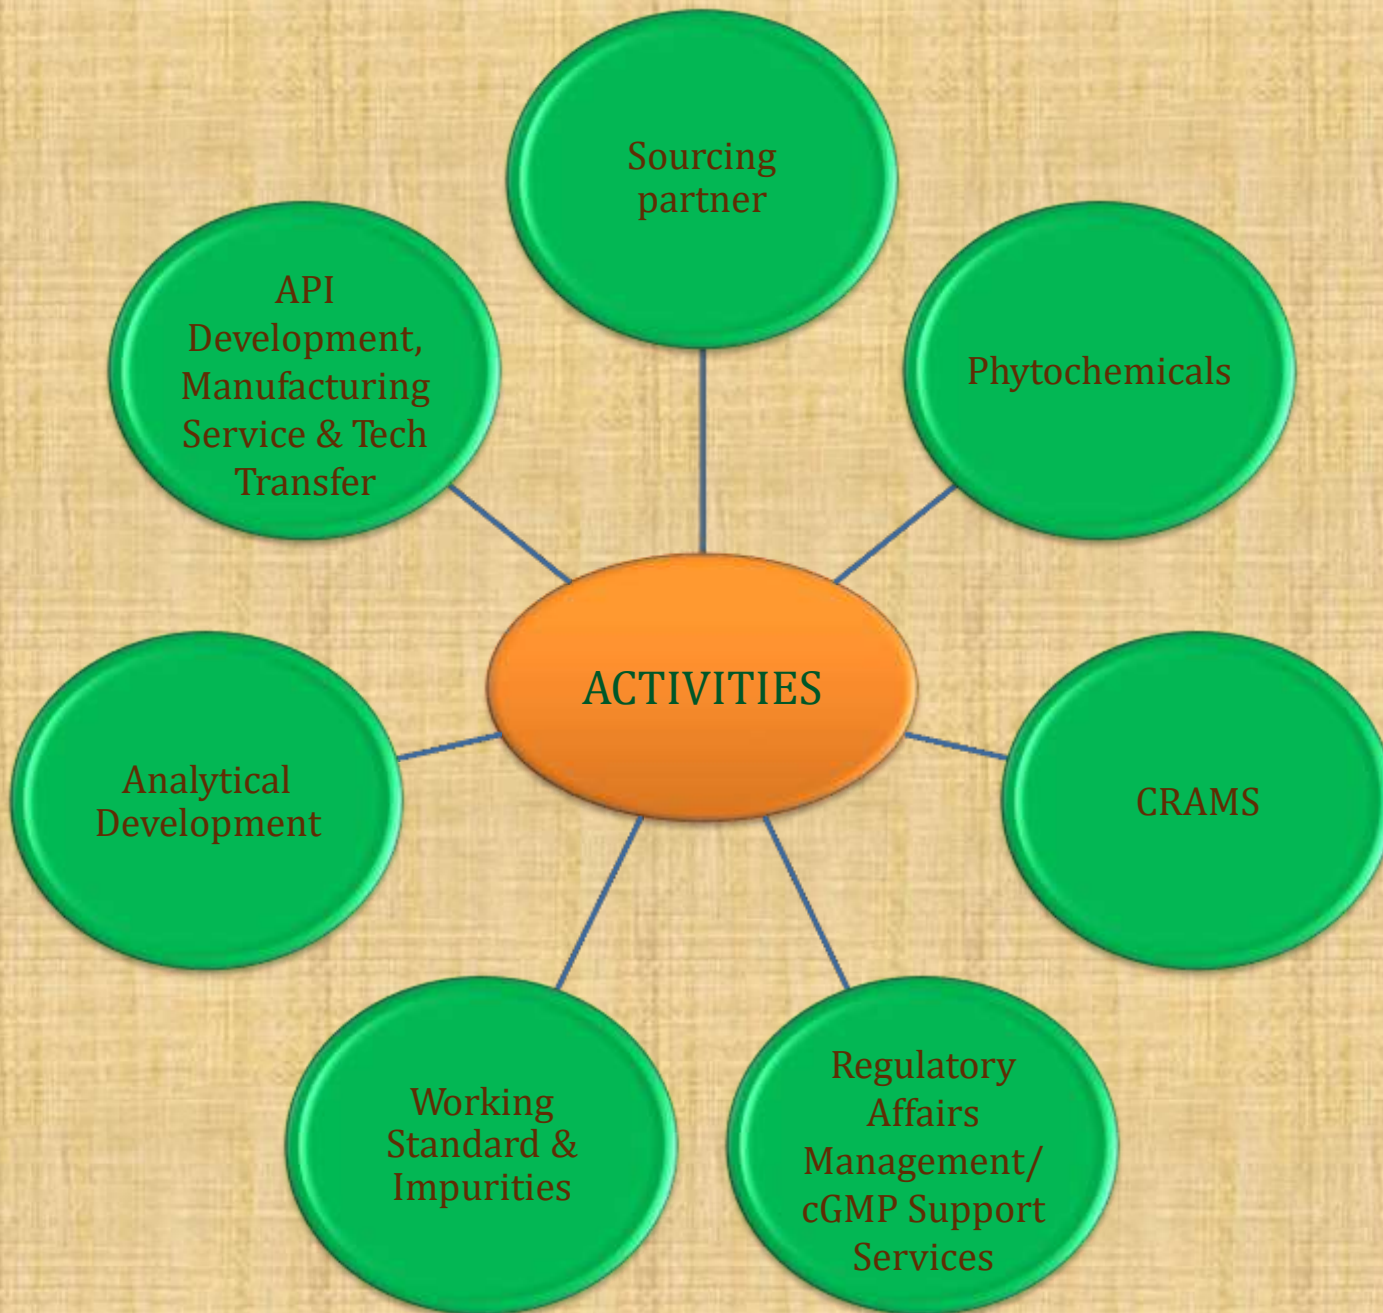 Sourcing
partner
API
Development,
Manufacturing
Service & Tech
Transfer
Phytochemicals
ACTIVITIES
Analytical
Development
CRAMS
Working
Standard &
Impurities
Regulatory
Affairs
Management/
cGMP Support
Services